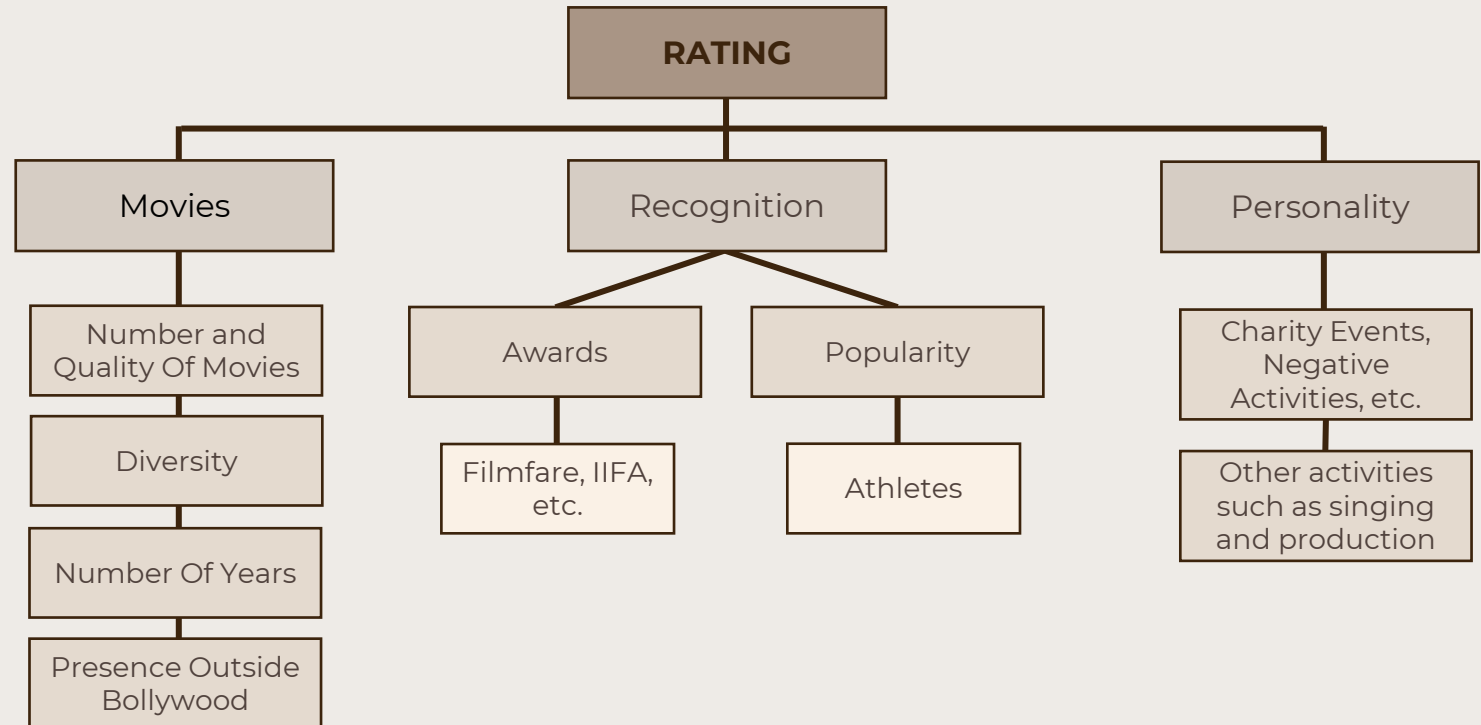 RATING
Movies
Recognition
Personality
Number and
Quality Of Movies
Diversity
Number Of Years
Presence Outside
Bollywood
Awards
Filmfare, IIFA,
etc.
Popularity
Athletes
Charity Events,
Negative
Activities, etc.
Other activities
such as singing
and production